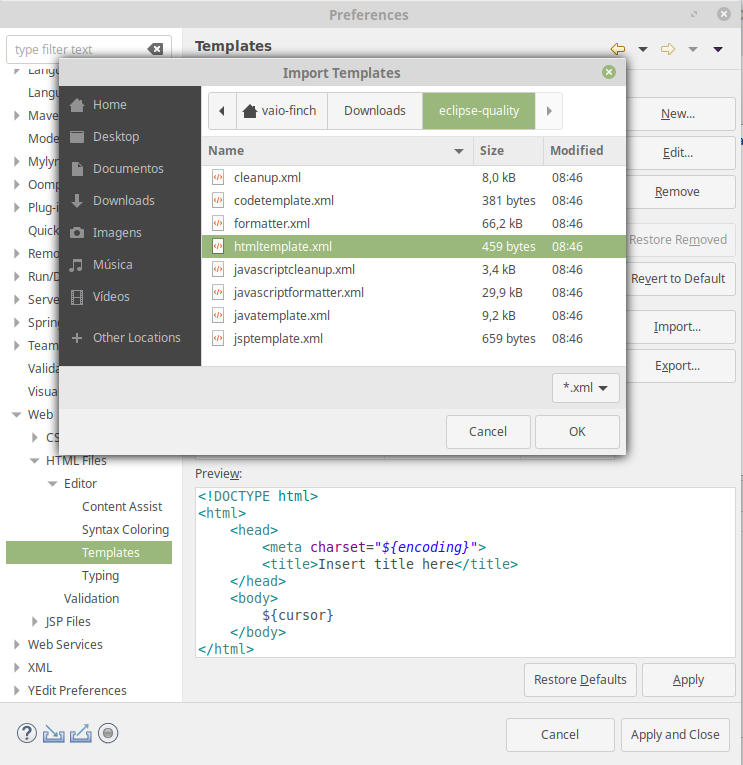 Preferences
type filter text
Templates
Langu
Langu
Maven
Mode
Mylyn
Oomp
Plug-i
Quick
Remo
Run/D
Serve
Spring
Team
Valida
Visua
Web
CS
HTML Files
Editor
Content Assist
Syntax Coloring
Templates
Typing
Validation
JSP Files
Web Services
XML
YEdit Preferences
Import Templates
Home
Desktop
Documentos
Downloads
Imagens
Música
Vídeos
Other Locations
vaio-finch Downloads eclipse-quality
Name Size Modified
cleanup.xml 8,0 kB 08:46
codetemplate.xml 381 bytes 08:46
formatter.xml 66,2 kB 08:46
htmltemplate.xml 459 bytes 08:46
javascriptcleanup.xml 3,4 kB 08:46
javascriptformatter.xml 29,9 kB 08:46
javatemplate.xml 9,2 kB 08:46
jsptemplate.xml 659 bytes 08:46
*.xml
Cancel OK
New...
Edit...
Remove
Restore Removed
Revert to Default
Import...
Export...
Preview:
<!DOCTYPE html>
<html>
<head>
<meta charset="${encoding}">
<title>Insert title here</title>
</head>
<body>
${cursor}
</body>
</html>
Restore Defaults Apply
Cancel Apply and Close